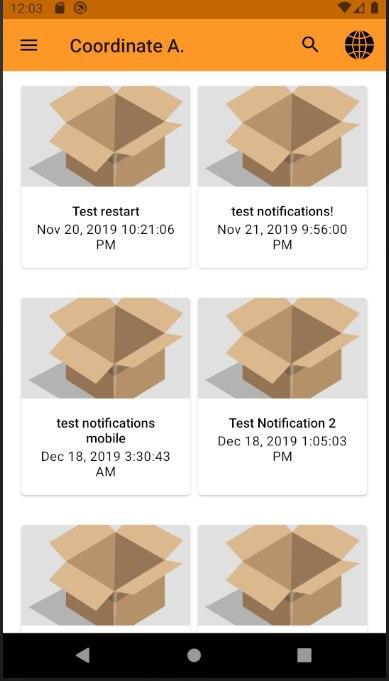 12:03
Coordinate A.
Test restart
Nov 20, 2019 10:21:06
PM
test notifications!
Nov 21, 2019 9:56:00
PM
test notifications
mobile
Dec 18, 2019 3:30:43
AM
Test Notification 2
Dec 18, 2019 1:05:03
PM